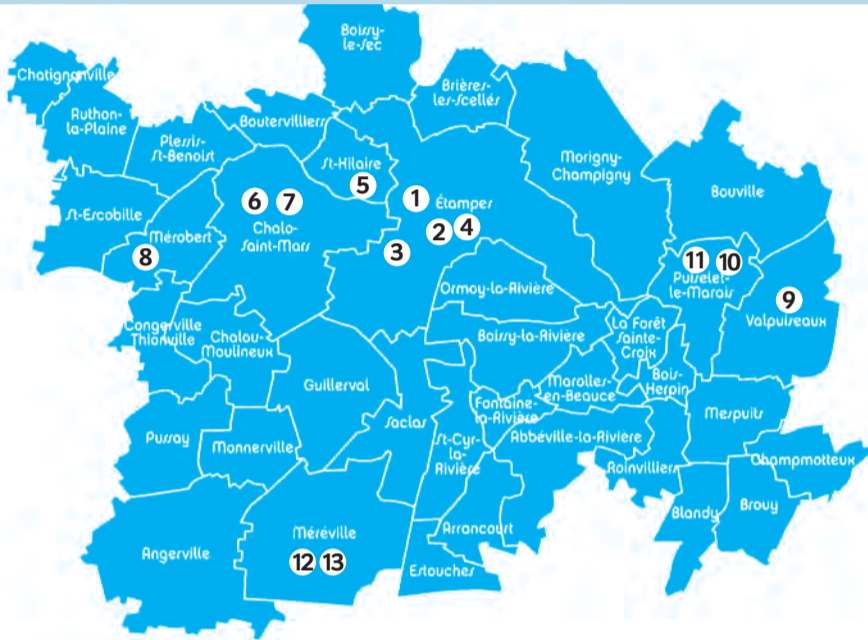 Boissy-
le-Sec
Chatignonville
Brières-
les-Scellés
Authon-
la-Plaine
Boutervilliers
Plessis-
St-Benoist
St-Hilaire
5
Morigny-
Champigny
Bouville
1
Étampes
2 4
3
6 7
Chalo-
Saint-Mars
St-Escobille
Mérobert
8
11 10
Puiselet-
le-Marais
9
Valpuiseaux
Ormoy-la-Rivière
Congerville
Thionville
Chalou-
Moulineux
Boissy-la-Rivière
La Forêt
Sainte-
Croix
Guillerval
Marolles-
en-Beauce
Bois-
Herpin
Fontaine-
la-Rivière
Mespuits
Saclas
Pussay
Monnerville
St-Cyr-
la-
Rivière
Abbéville-la-Rivière
Roinvilliers
Champmotteux
Blandy
Brouy
Méréville
12 13
Arrancourt
Angerville
Estouches